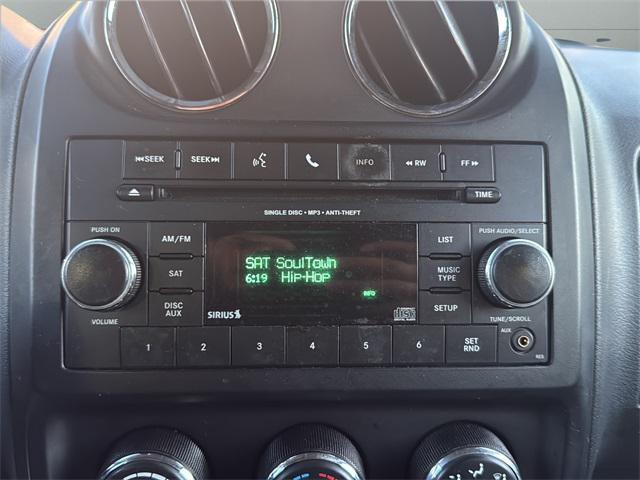 SEEK SEEK INFO RW FF
TIME
SINGLE DISC • MP3 • ANTI-THEFT
PUSH ON AM/FM LIST PUSH AUDIO/SELECT
SAT SoulTown
6:19 Hip-Hop
SAT MUSIC TYPE
INFO
DISC AUX SETUP
SIRIUS
VOLUME TUNE/SCROLL
1 2 3 4 5 6 SET RND AUX